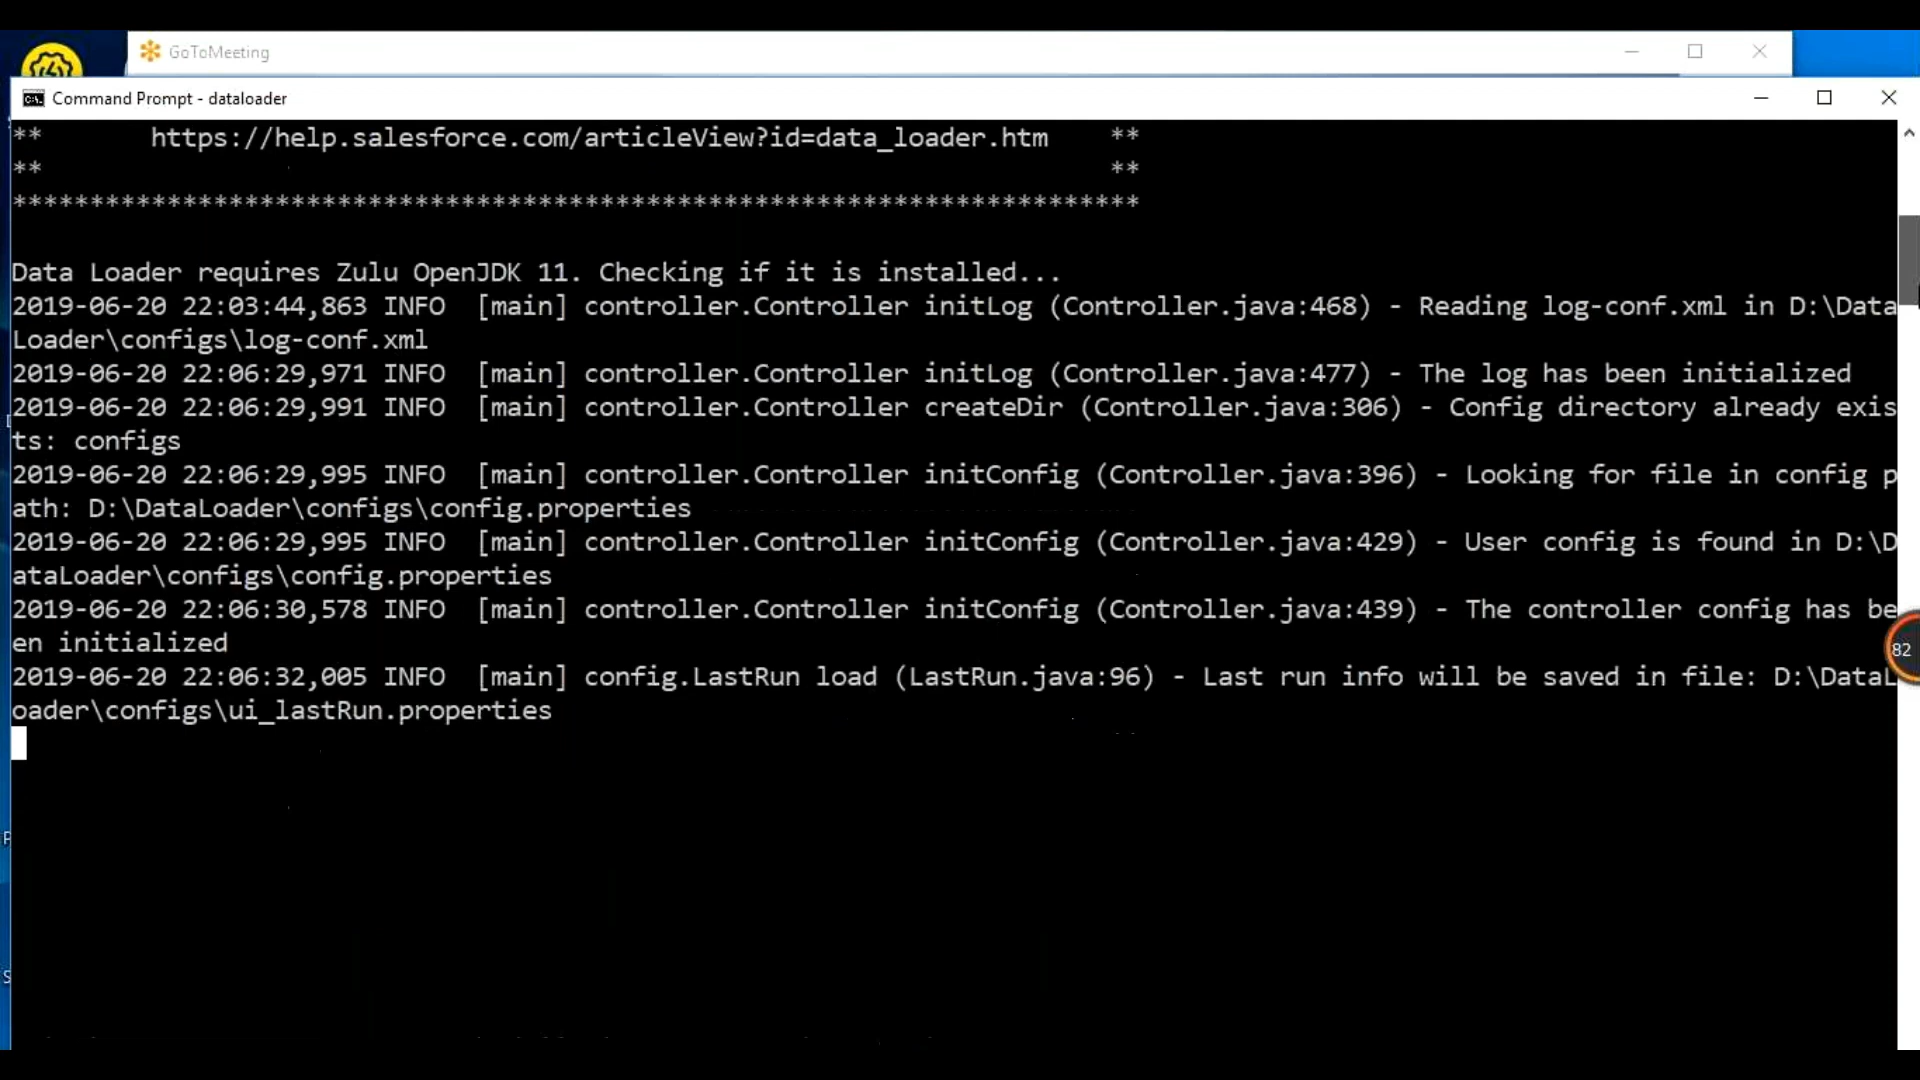 GoToMeeting
Command Prompt - dataloader
** https://help.salesforce.com/articleView?id=data_loader.htm **
** **
*************************************************************************
Data Loader requires Zulu OpenJDK 11. Checking if it is installed...
2019-06-20 22:03:44,863 INFO [main] controller.Controller initLog (Controller.java:468) - Reading log-conf.xml in D:\Data
Loader\configs\log-conf.xml
2019-06-20 22:06:29,971 INFO [main] controller.Controller initLog (Controller.java:477) - The log has been initialized
2019-06-20 22:06:29,991 INFO [main] controller.Controller createDir (Controller.java:306) - Config directory already exis
ts: configs
2019-06-20 22:06:29,995 INFO [main] controller.Controller initConfig (Controller.java:396) - Looking for file in config p
ath: D:\DataLoader\configs\config.properties
2019-06-20 22:06:29,995 INFO [main] controller.Controller initConfig (Controller.java:429) - User config is found in D:\D
ataLoader\configs\config.properties
2019-06-20 22:06:30,578 INFO [main] controller.Controller initConfig (Controller.java:439) - The controller config has be
en initialized
82
2019-06-20 22:06:32,005 INFO [main] config.LastRun load (LastRun.java:96) - Last run info will be saved in file: D:\DataL
oader\configs\ui_lastRun.properties